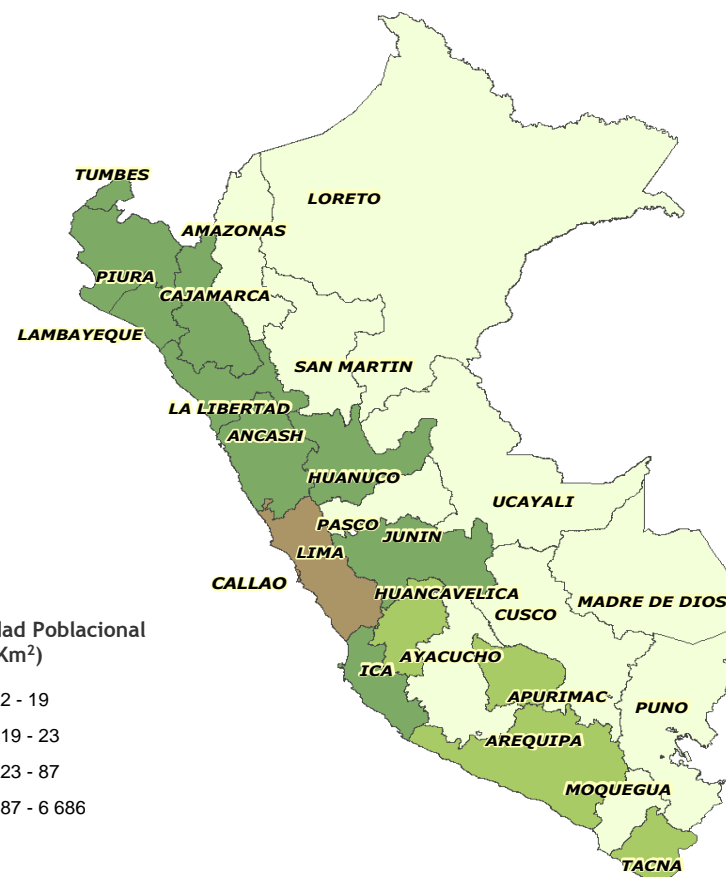 TUMBES
LORETO
AMAZONAS
PIURA
CAJAMARCA
LAMBAYEQUE
SAN MARTIN
LA LIBERTAD
ANCASH
HUANUCO
UCAYALI
PASCO
JUNIN
LIMA
CALLAO
HUANCAVELICA
MADRE DE DIOS
CUSCO
AYACUCHO
ICA
APURIMAC
PUNO
AREQUIPA
MOQUEGUA
TACNA
dad Poblacional
Km²)
2 - 19
19 - 23
23 - 87
87 - 6 686